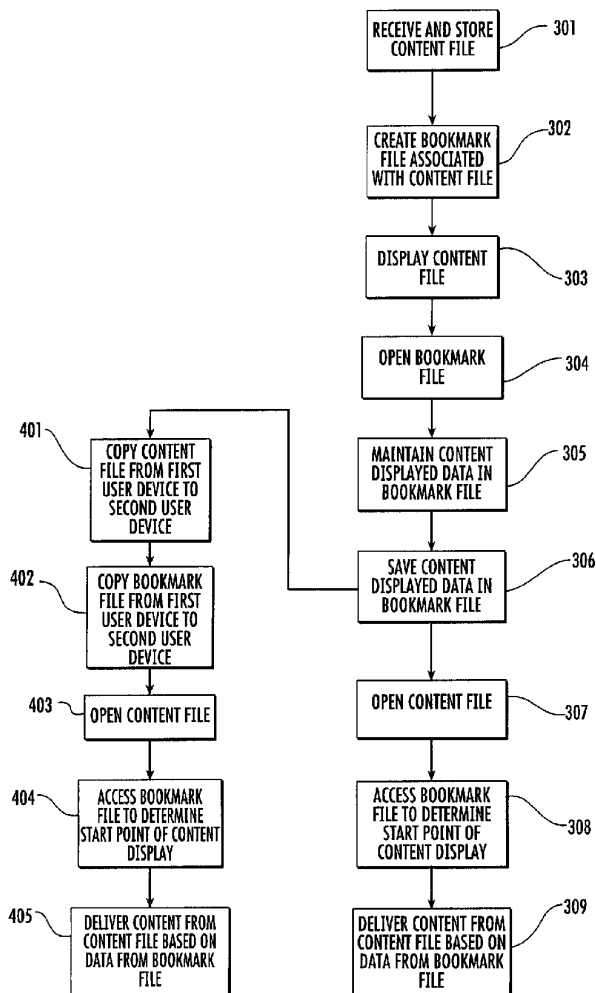 RECEIVE AND STORE
CONTENT FILE
301
CREATE BOOKMARK
FILE ASSOCIATED
WITH CONTENT FILE
302
DISPLAY CONTENT
FILE
303
OPEN BOOKMARK
FILE
304
MAINTAIN CONTENT
DISPLAYED DATA IN
BOOKMARK FILE
305
SAVE CONTENT
DISPLAYED DATA IN
BOOKMARK FILE
306
OPEN CONTENT FILE
307
ACCESS BOOKMARK
FILE TO DETERMINE
START POINT OF
CONTENT DISPLAY
308
DELIVER CONTENT FROM
CONTENT FILE BASED ON
DATA FROM BOOKMARK
FILE
309
401
COPY CONTENT
FILE FROM FIRST
USER DEVICE TO
SECOND USER
DEVICE
402
COPY BOOKMARK
FILE FROM FIRST
USER DEVICE TO
SECOND USER
DEVICE
403
OPEN CONTENT FILE
404
ACCESS BOOKMARK
FILE TO DETERMINE
START POINT OF CONTENT
DISPLAY
405
DELIVER CONTENT FROM
CONTENT FILE BASED ON
DATA FROM BOOKMARK
FILE